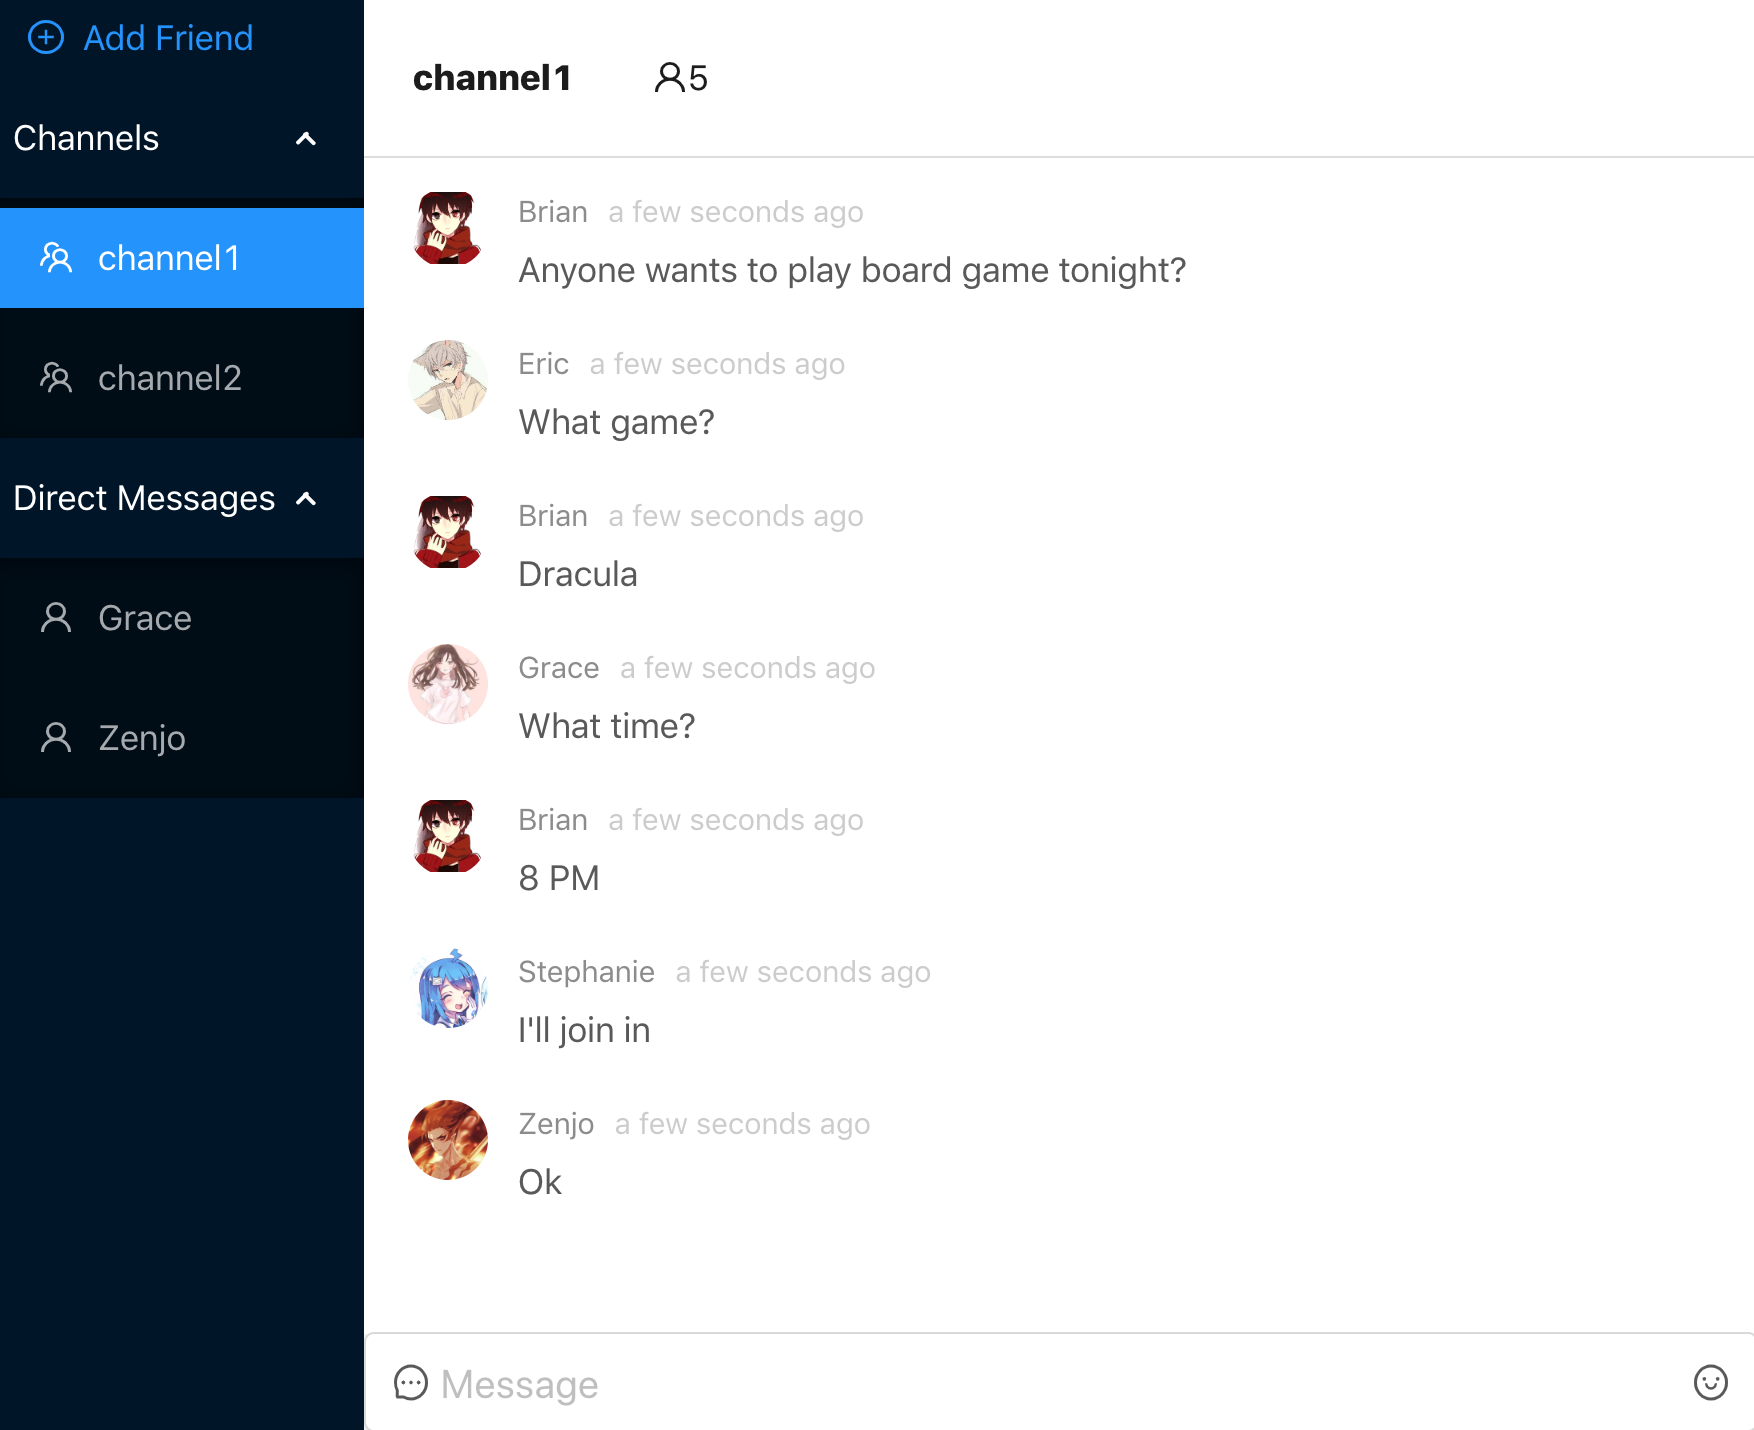 Add Friend
Channels
channel1
channel2
Direct Messages
Grace
Zenjo
channel1 5
Brian a few seconds ago
Anyone wants to play board game tonight?
Eric a few seconds ago
What game?
Brian a few seconds ago
Dracula
Grace a few seconds ago
What time?
Brian a few seconds ago
8 PM
Stephanie a few seconds ago
I'll join in
Zenjo a few seconds ago
Ok
Message